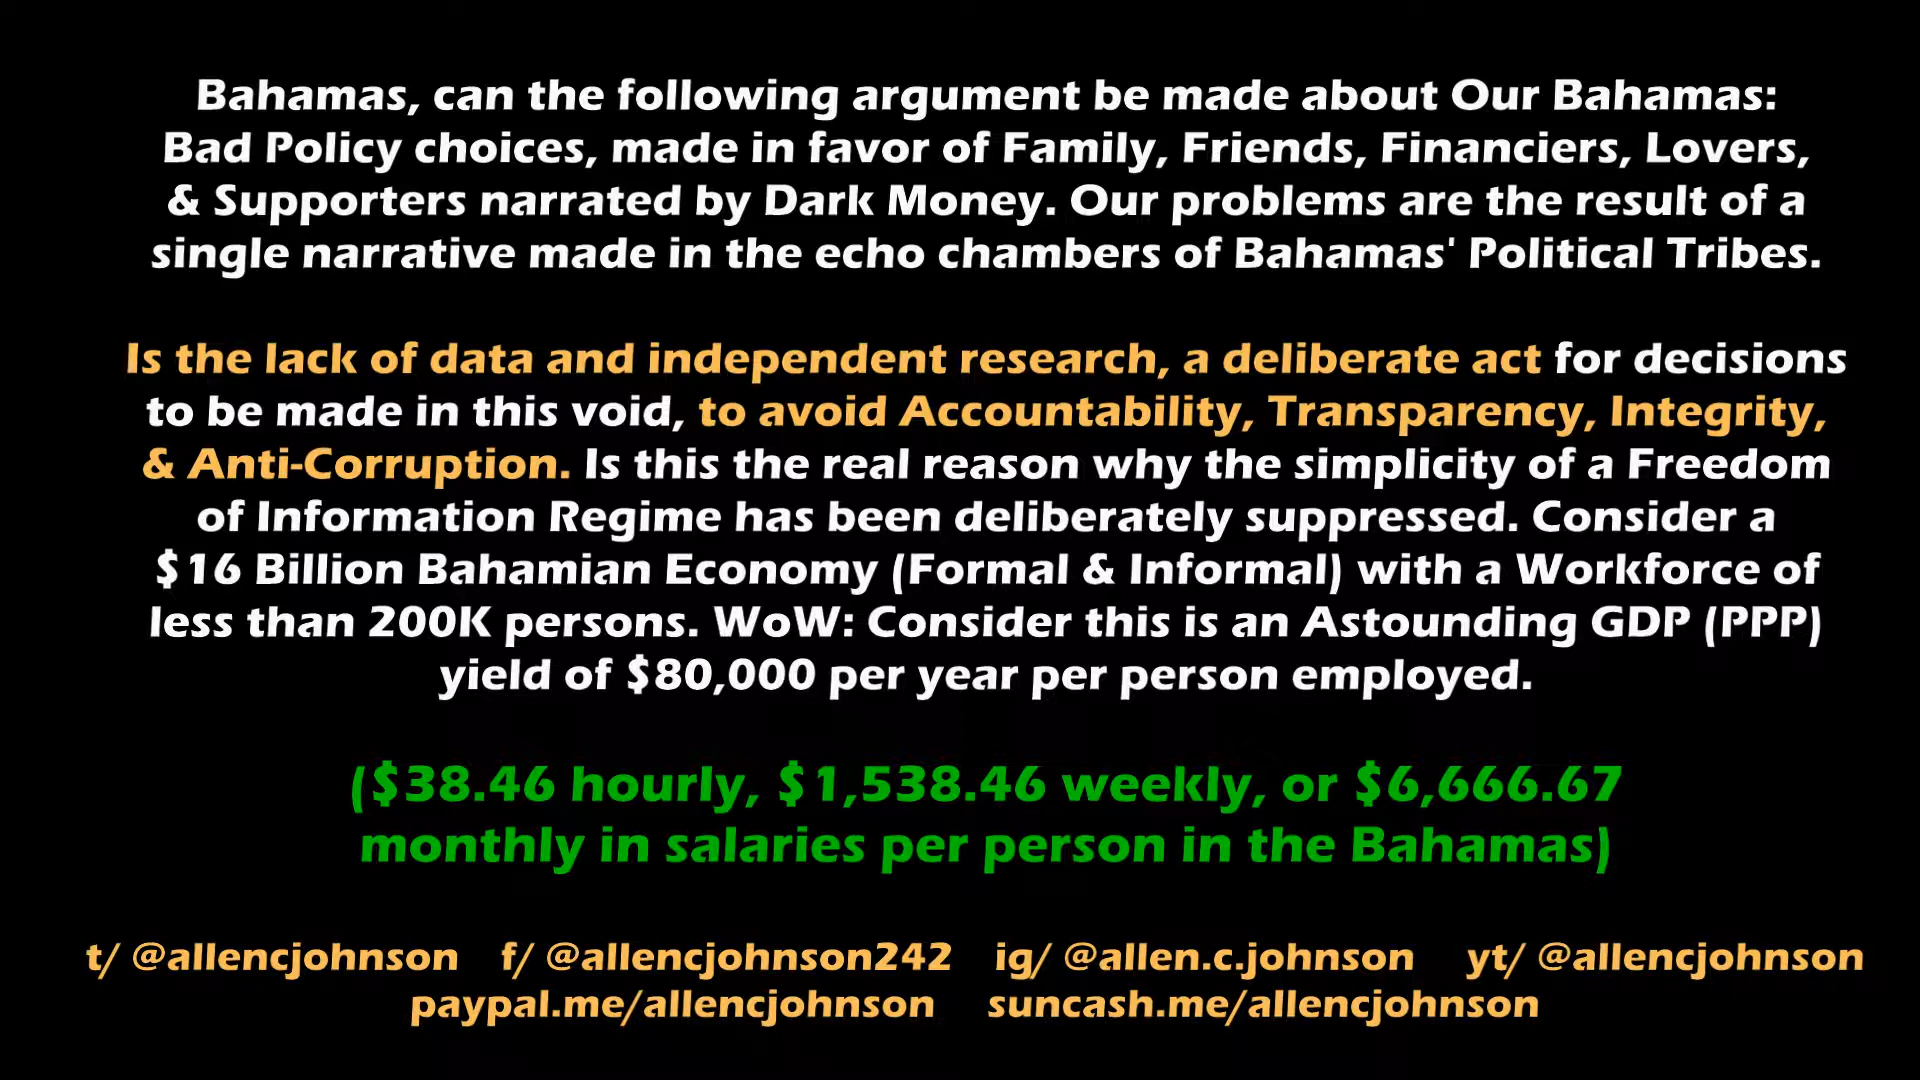 Bahamas, can the following argument be made about Our Bahamas:
Bad Policy choices, made in favor of Family, Friends, Financiers, Lovers,
& Supporters narrated by Dark Money. Our problems are the result of a
single narrative made in the echo chambers of Bahamas' Political Tribes.
Is the lack of data and independent research, a deliberate act for decisions
to be made in this void, to avoid Accountability, Transparency, Integrity,
& Anti-Corruption. Is this the real reason why the simplicity of a Freedom
of Information Regime has been deliberately suppressed. Consider a
$16 Billion Bahamian Economy (Formal & Informal) with a Workforce of
less than 200K persons. WoW: Consider this is an Astounding GDP (PPP)
yield of $80,000 per year per person employed.
($38.46 hourly, $1,538.46 weekly, or $6,666.67
monthly in salaries per person in the Bahamas)
t/ @allencjohnson f/ @allencjohnson242 ig/ @allen.c.johnson yt/ @allencjohnson
paypal.me/allencjohnson suncash.me/allencjohnson